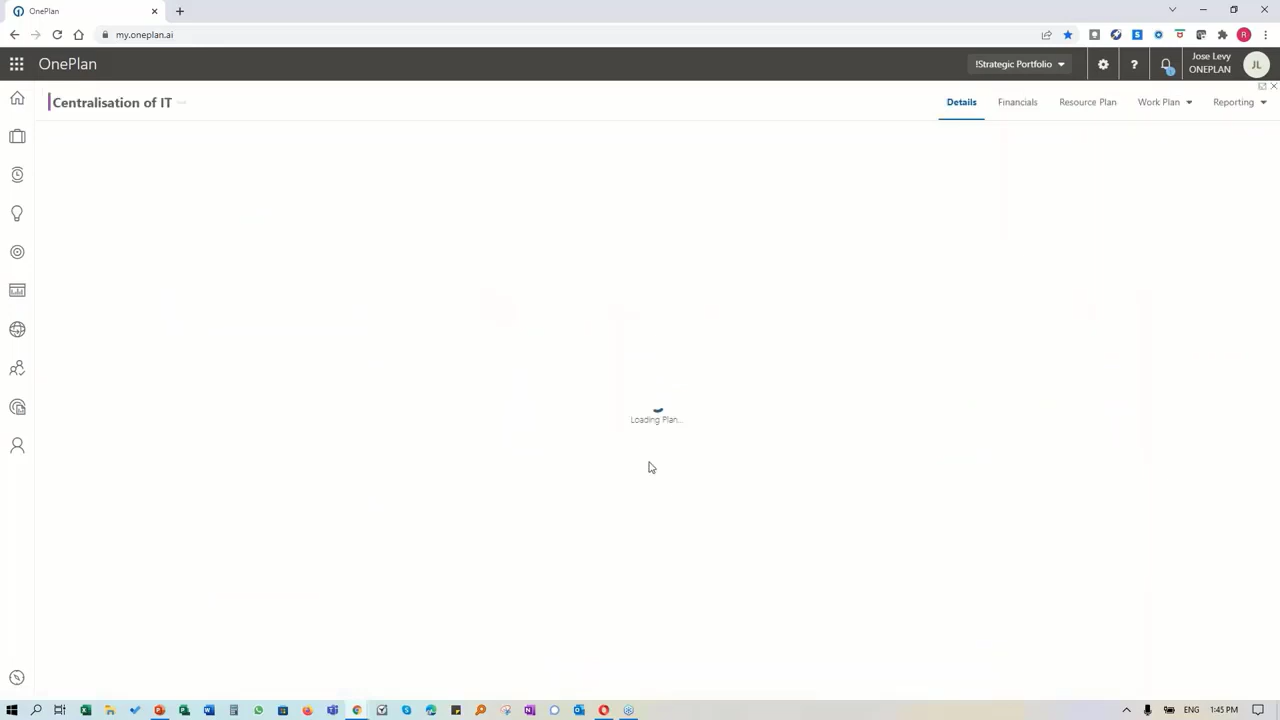 OnePlan
my.oneplan.ai
OnePlan
!Strategic Portfolio
?
Jose Levy
ONEPLAN
JL
Centralisation of IT
Details
Financials
Resource Plan
Work Plan
Reporting
Loading Plan...
ENG
1:45 PM